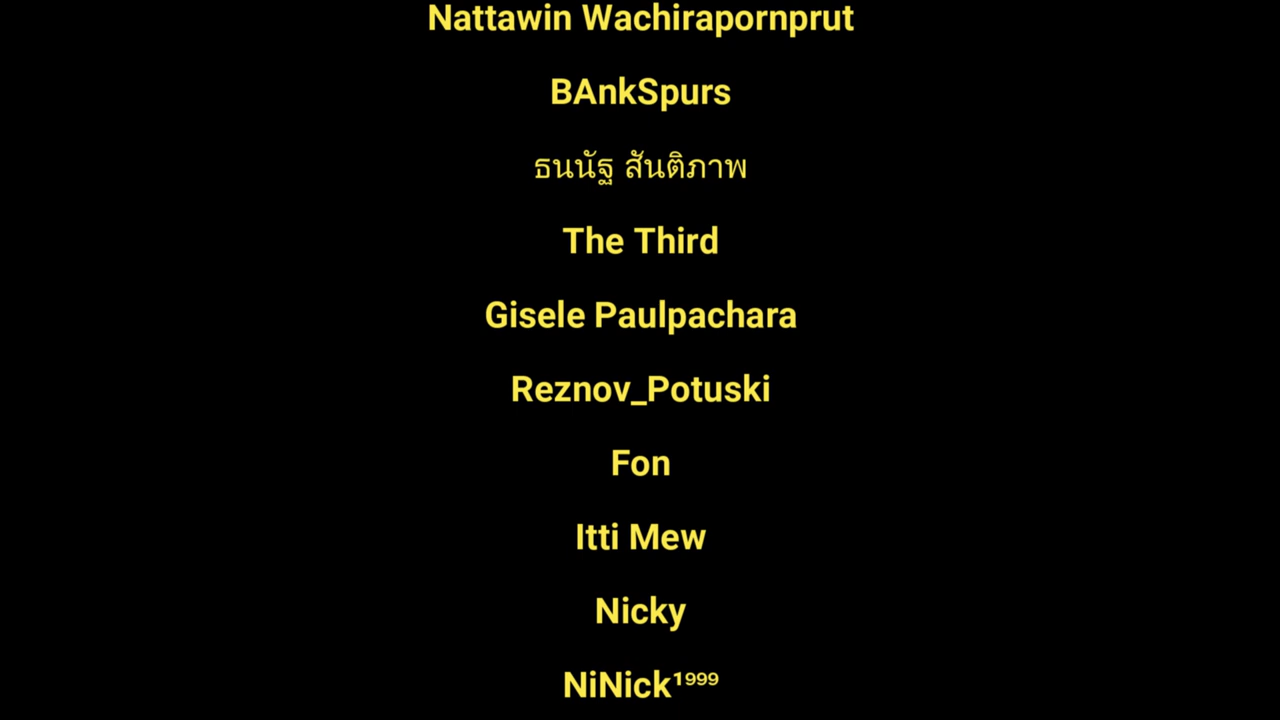 Nattawin Wachirapornprut
BAnkSpurs
ธนนัฐ สันติภาพ
The Third
Gisele Paulpachara
Reznov_Potuski
Fon
Itti Mew
Nicky
NiNick¹⁹⁹⁹